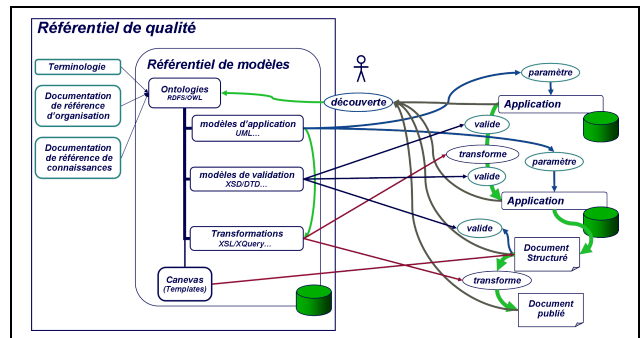 Référentiel de qualité
Référentiel de modèles
Terminologie
Documentation
de référence
d'organisation
Documentation
de référence de
connaissances
Ontologies
RDFS/OWL
modèles d'application
UML...
modèles de validation
XSD/DTD...
Transformations
XSL/XQuery...
Canevas
(Templates)
découverte
paramètre
Application
valide
transforme
paramètre
valide
Application
valide
Document
Structuré
transforme
Document
publié